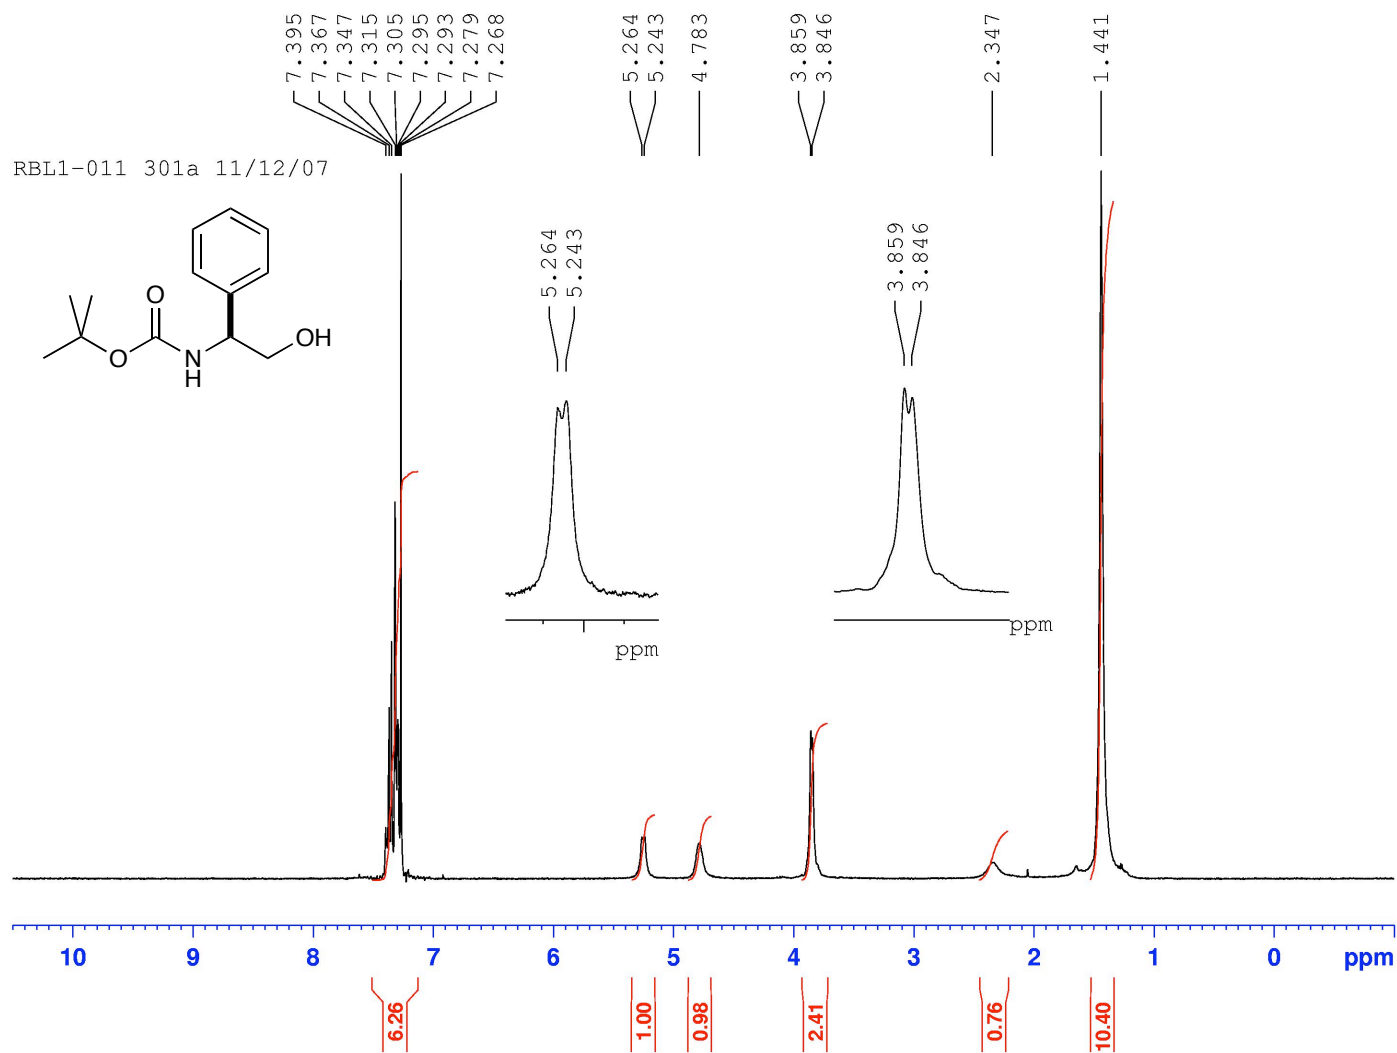 7.395
7.367
7.347
7.315
7.305
7.295
7.293
7.279
7.268
5.264
5.243
4.783
3.859
3.846
2.347
1.441
RBL1-011 301a 11/12/07
O
O
N
H
OH
5.264
5.243
3.859
3.846
ppm
ppm
10 9 8 7 6 5 4 3 2 1 0 ppm
6.26
1.00
0.98
2.41
0.76
10.40